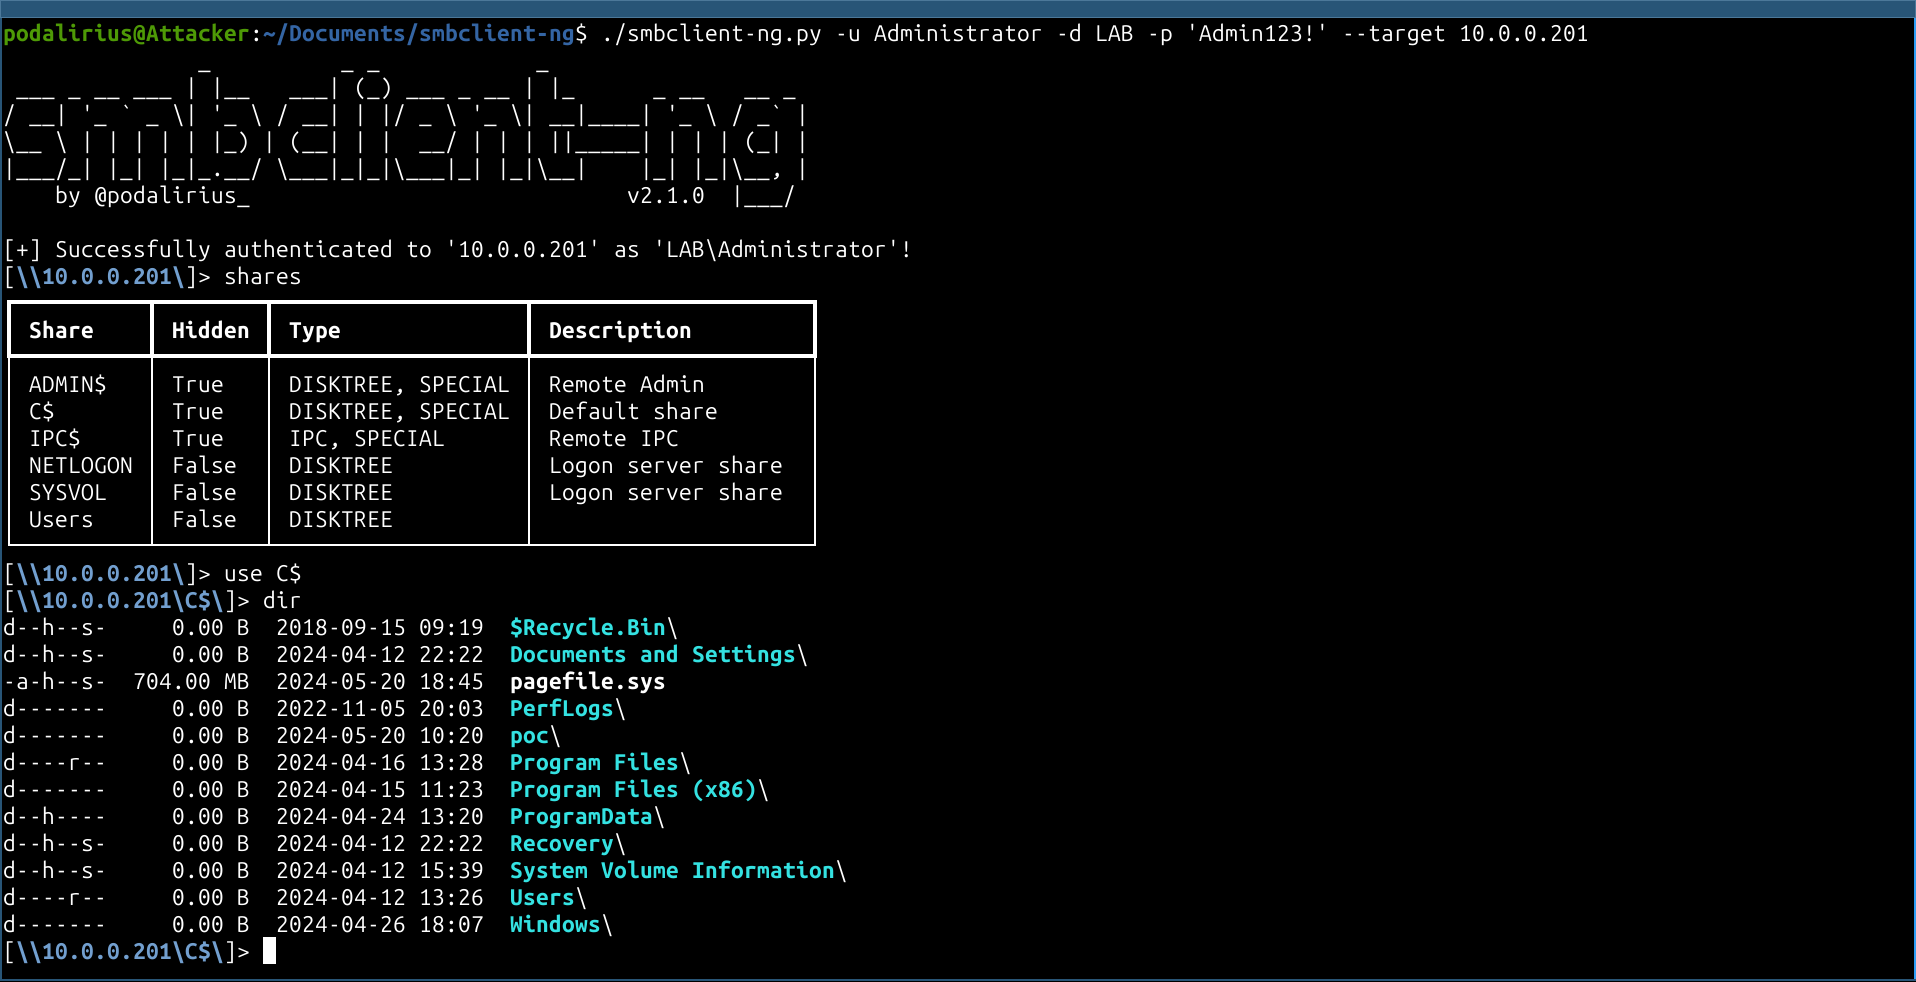 podalirius@Attacker:~/Documents/smbclient-ng$ ./smbclient-ng.py -u Administrator -d LAB -p 'Admin123!' --target 10.0.0.201
smbclient-ng
by @podalirius_ v2.1.0
[+] Successfully authenticated to '10.0.0.201' as 'LAB\Administrator'!
[\\10.0.0.201\]> shares
Share Hidden Type Description
ADMIN$ True DISKTREE, SPECIAL Remote Admin
C$ True DISKTREE, SPECIAL Default share
IPC$ True IPC, SPECIAL Remote IPC
NETLOGON False DISKTREE Logon server share
SYSVOL False DISKTREE Logon server share
Users False DISKTREE
[\\10.0.0.201\]> use C$
[\\10.0.0.201\C$\]> dir
d--h--s- 0.00 B 2018-09-15 09:19 $Recycle.Bin\
d--h--s- 0.00 B 2024-04-12 22:22 Documents and Settings\
-a-h--s- 704.00 MB 2024-05-20 18:45 pagefile.sys
d------- 0.00 B 2022-11-05 20:03 PerfLogs\
d------- 0.00 B 2024-05-20 10:20 poc\
d----r-- 0.00 B 2024-04-16 13:28 Program Files\
d------- 0.00 B 2024-04-15 11:23 Program Files (x86)\
d--h---- 0.00 B 2024-04-24 13:20 ProgramData\
d--h--s- 0.00 B 2024-04-12 22:22 Recovery\
d--h--s- 0.00 B 2024-04-12 15:39 System Volume Information\
d----r-- 0.00 B 2024-04-12 13:26 Users\
d------- 0.00 B 2024-04-26 18:07 Windows\
[\\10.0.0.201\C$\]>